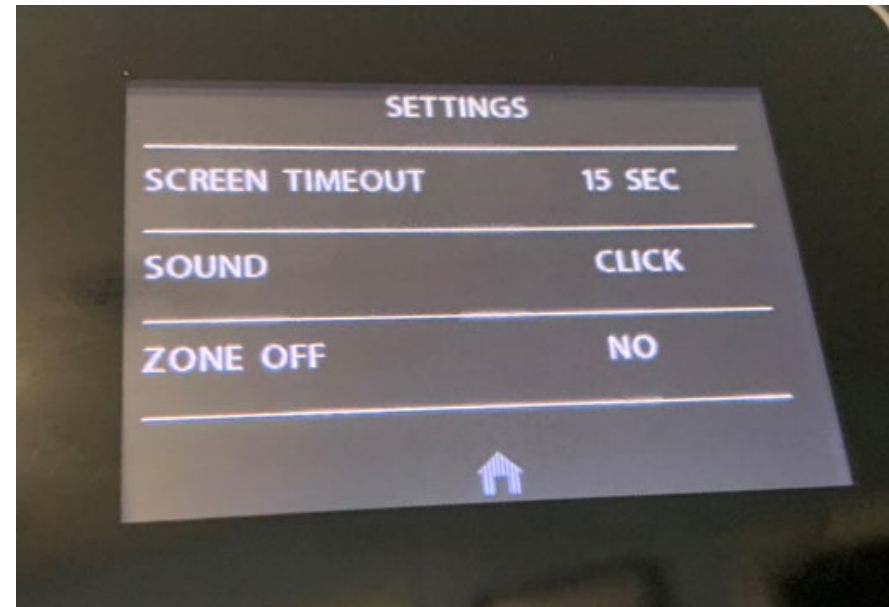 SETTINGS
SCREEN TIMEOUT 15 SEC
SOUND CLICK
ZONE OFF NO